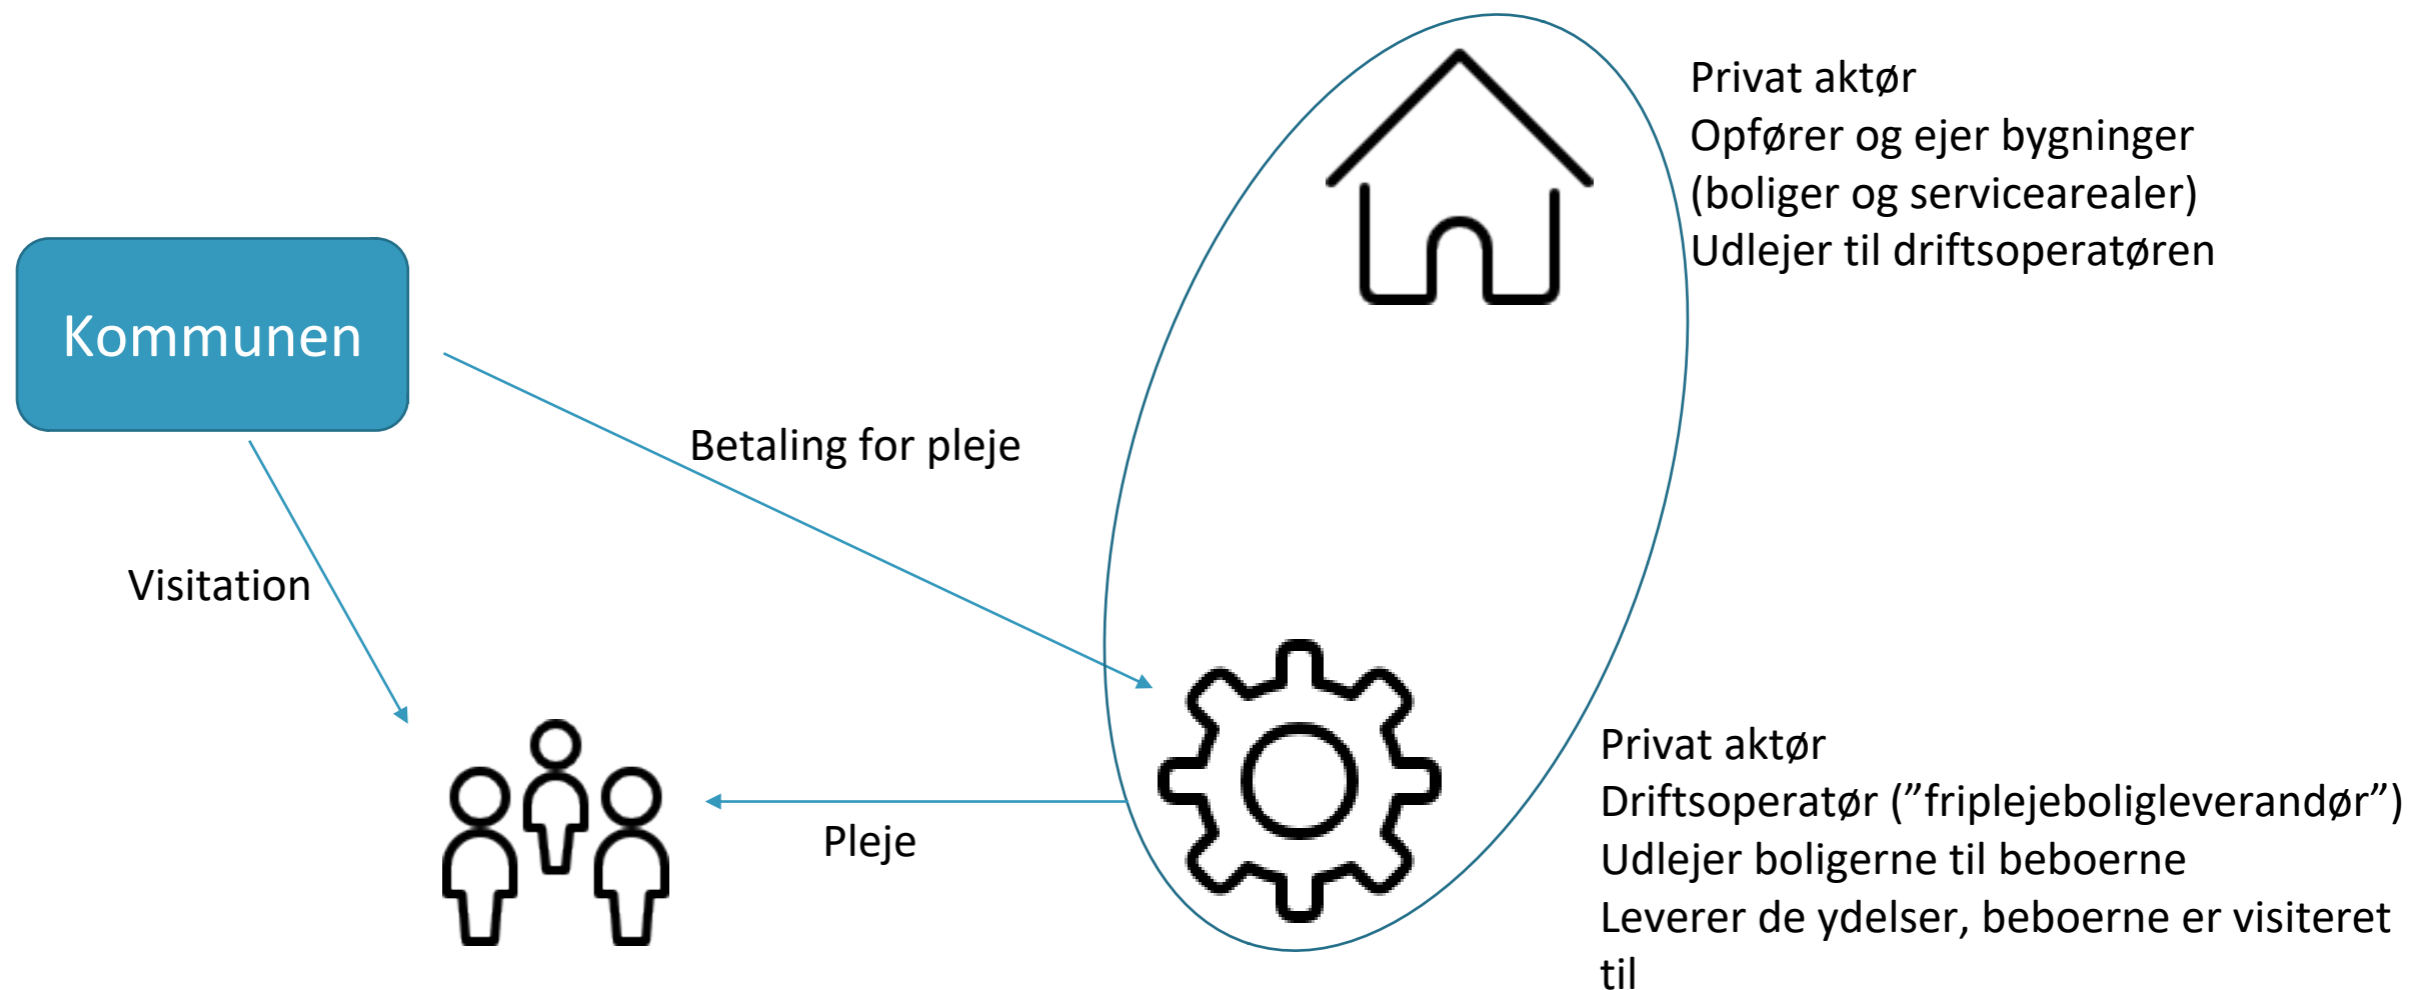 Privat aktør
Opfører og ejer bygninger
(boliger og servicearealer)
Udlejer til driftsoperatøren
Kommunen
Betaling for pleje
Visitation
Pleje
Privat aktør
Driftsoperatør (”friplejeboligleverandør”)
Udlejer boligerne til beboerne
Leverer de ydelser, beboerne er visiteret
til